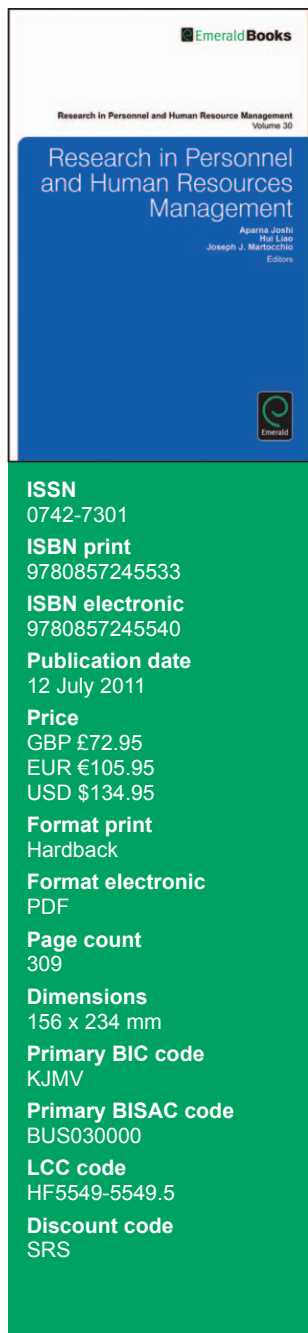 Emerald Books
Research in Personnel and Human Resource Management
Volume 30
Research in Personnel
and Human Resources
Management
Aparna Joshi
Hui Liao
Joseph J. Martocchio
Editors
Emerald
ISSN
0742-7301
ISBN print
9780857245533
ISBN electronic
9780857245540
Publication date
12 July 2011
Price
GBP £72.95
EUR €105.95
USD $134.95
Format print
Hardback
Format electronic
PDF
Page count
309
Dimensions
156 x 234 mm
Primary BIC code
KJMV
Primary BISAC code
BUS030000
LCC code
HF5549-5549.5
Discount code
SRS